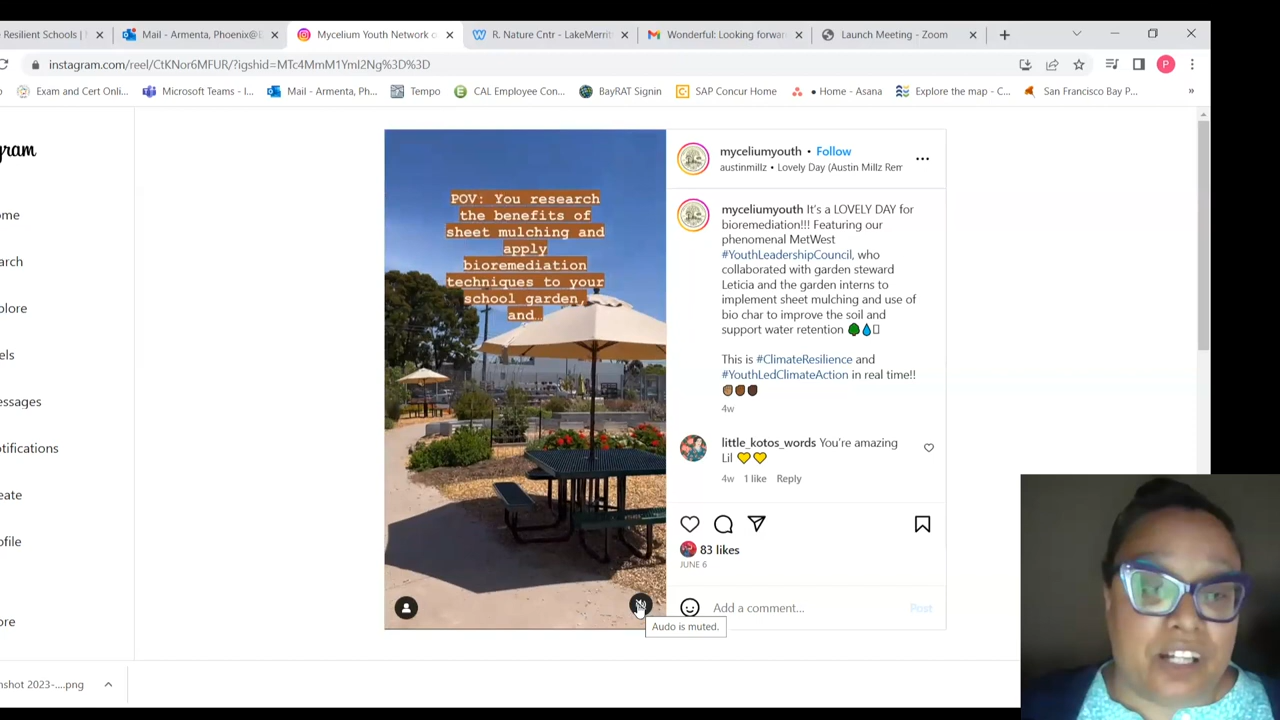 Resilient Schools |
Mail - Armenta, Phoenix@E
Mycelium Youth Network o
R. Nature Cntr - LakeMerrit
Wonderful: Looking forwar
Launch Meeting - Zoom
instagram.com/reel/CtKNor6MFUR/?igshid=MTc4MmM1YmI2Ng%3D%3D
Exam and Cert Onli...
Microsoft Teams - I...
Mail - Armenta, Ph...
Tempo
CAL Employee Con...
BayRAT Signin
SAP Concur Home
• Home - Asana
Explore the map - C...
San Francisco Bay P...
»
gram
ome
arch
plore
els
essages
otifications
eate
ofile
ore
POV: You research
the benefits of
sheet mulching and
apply
bioremediation
techniques to your
school garden,
and…
myceliumyouth • Follow
austinmillz • Lovely Day (Austin Millz Rem
myceliumyouth It's a LOVELY DAY for
bioremediation!!! Featuring our
phenomenal MetWest
#YouthLeadershipCouncil, who
collaborated with garden steward
Leticia and the garden interns to
implement sheet mulching and use of
bio char to improve the soil and
support water retention 🌳💧
This is #ClimateResilience and
#YouthLedClimateAction in real time!!
✊🏽✊🏾✊🏿
4w
little_kotos_words You're amazing
Lil 💛💛
4w 1 like Reply
83 likes
JUNE 6
Add a comment...
Post
Audo is muted.
nshot 2023-....png
P